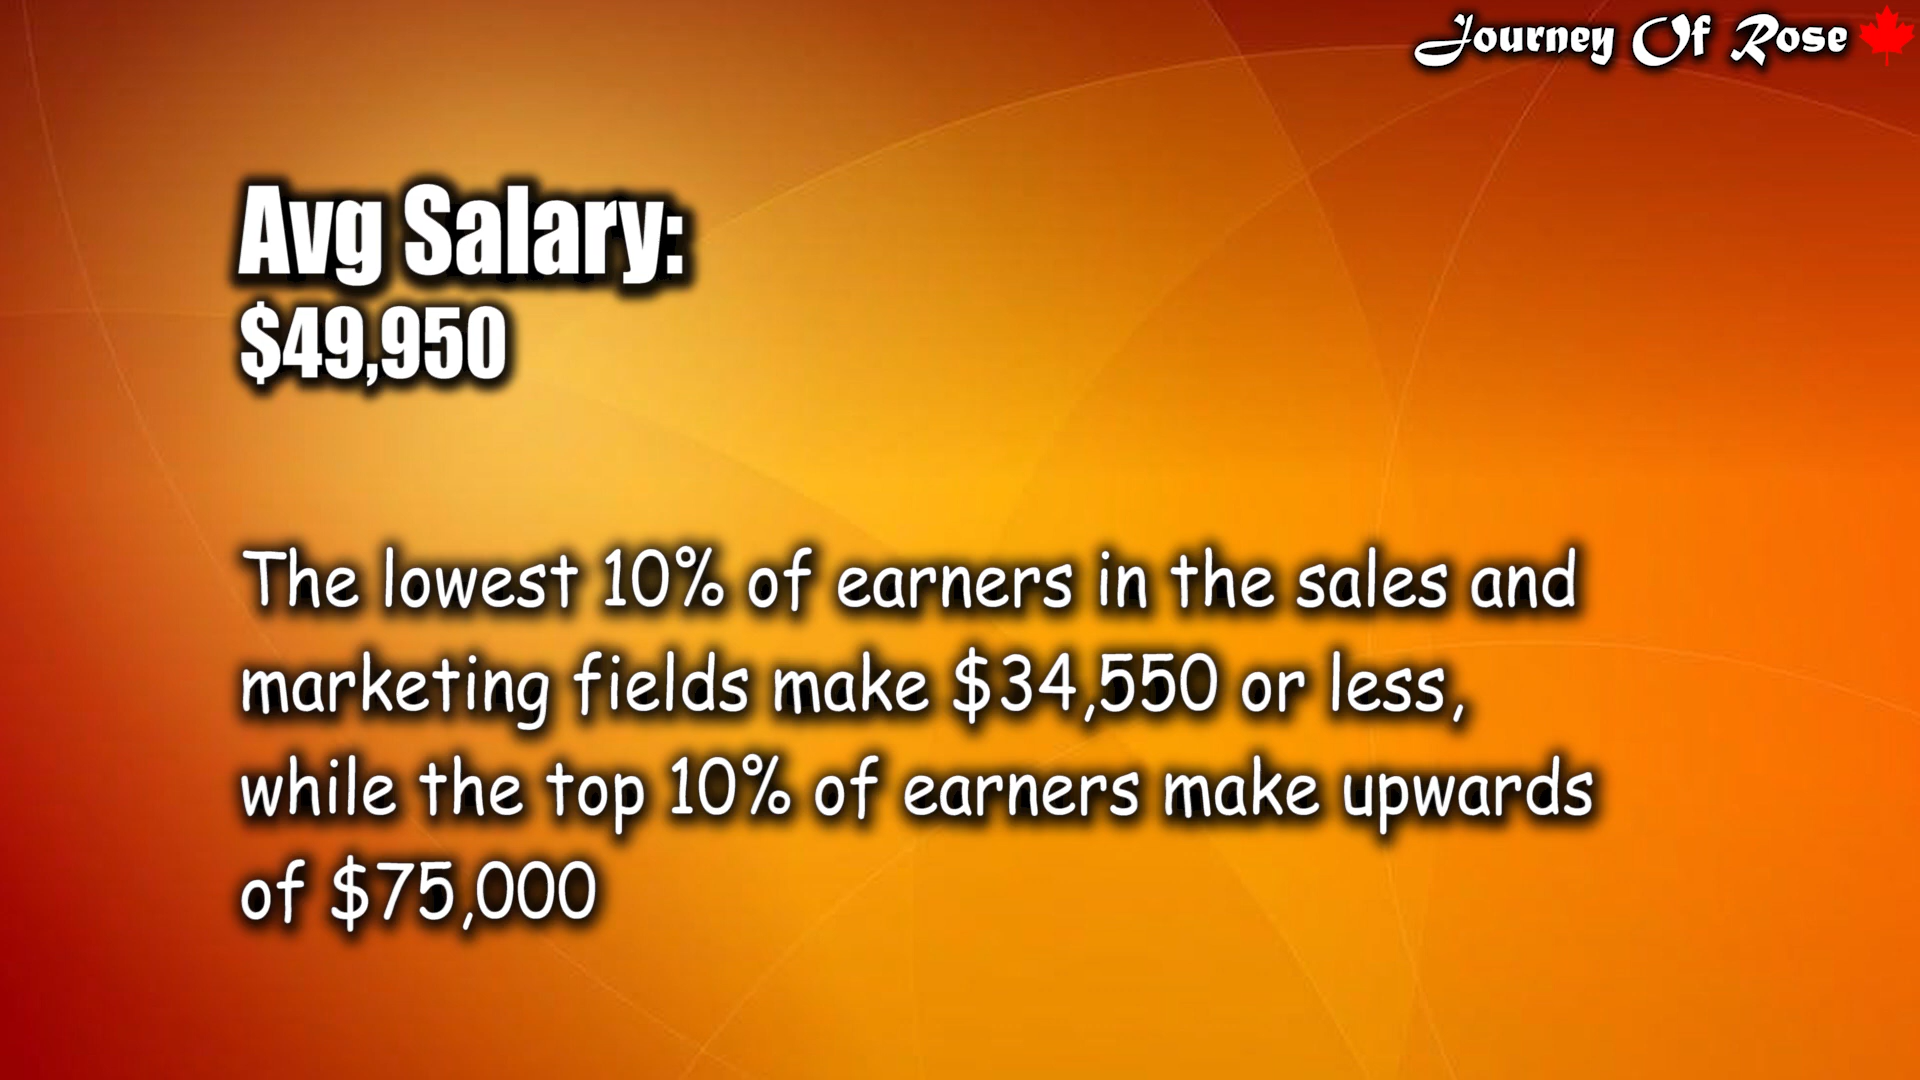 Journey Of Rose
Avg Salary:
$49,950
The lowest 10% of earners in the sales and
marketing fields make $34,550 or less,
while the top 10% of earners make upwards
of $75,000